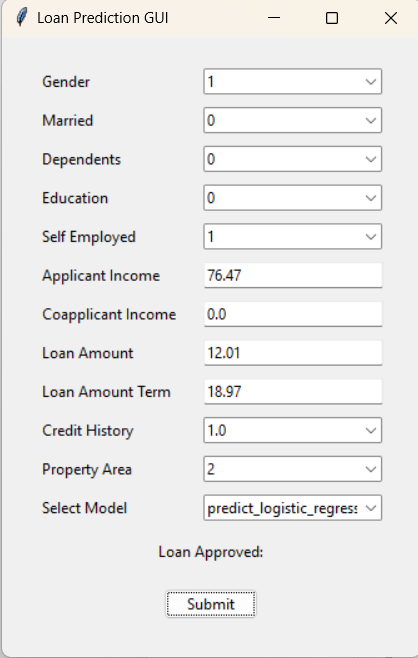 Loan Prediction GUI
Gender 1
Married 0
Dependents 0
Education 0
Self Employed 1
Applicant Income 76.47
Coapplicant Income 0.0
Loan Amount 12.01
Loan Amount Term 18.97
Credit History 1.0
Property Area 2
Select Model predict_logistic_regress
Loan Approved:
Submit